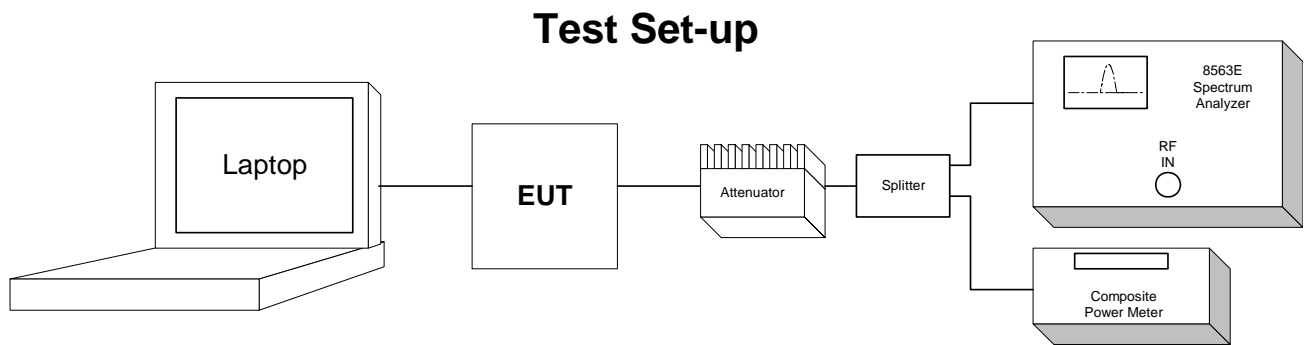 Test Set-up
Laptop
EUT
Attenuator
Splitter
8563E
Spectrum
Analyzer
RF
IN
Composite
Power Meter